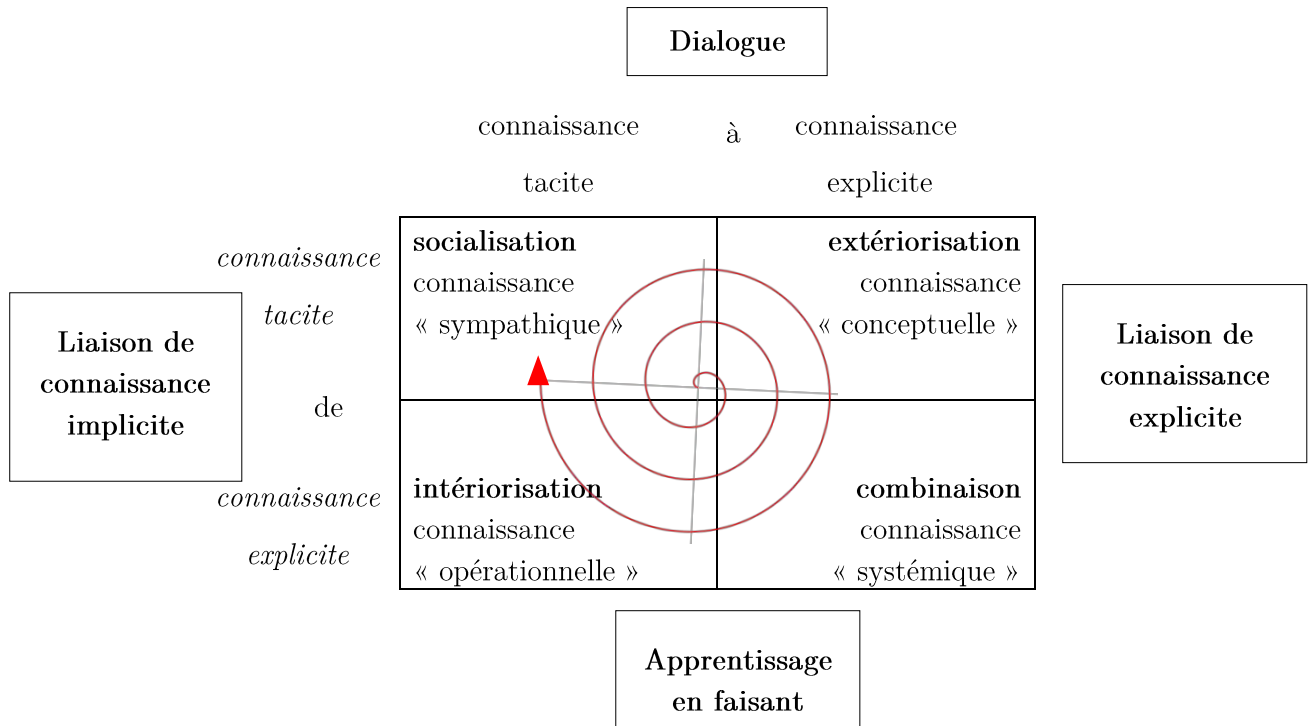 Dialogue
connaissance
tacite
à
connaissance
explicite
connaissance
tacite
de
connaissance
explicite
Liaison de
connaissance
implicite
socialisation
connaissance
« sympathique »
extériorisation
connaissance
« conceptuelle »
intériorisation
connaissance
« opérationnelle »
combinaison
connaissance
« systémique »
Liaison de
connaissance
explicite
Apprentissage
en faisant